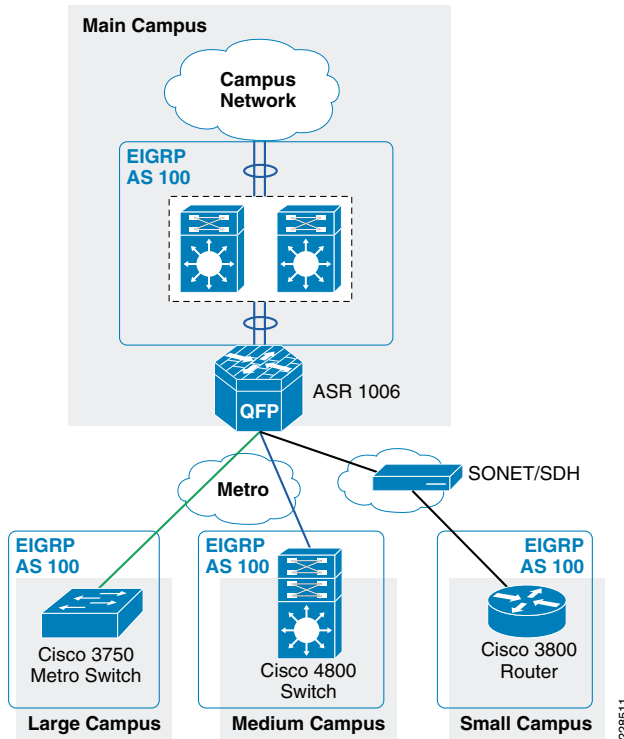 Main Campus
Campus
Network
EIGRP
AS 100
QFP
ASR 1006
Metro
SONET/SDH
EIGRP
AS 100
Cisco 3750
Metro Switch
Large Campus
EIGRP
AS 100
Cisco 4800
Switch
Medium Campus
EIGRP
AS 100
Cisco 3800
Router
Small Campus
228511